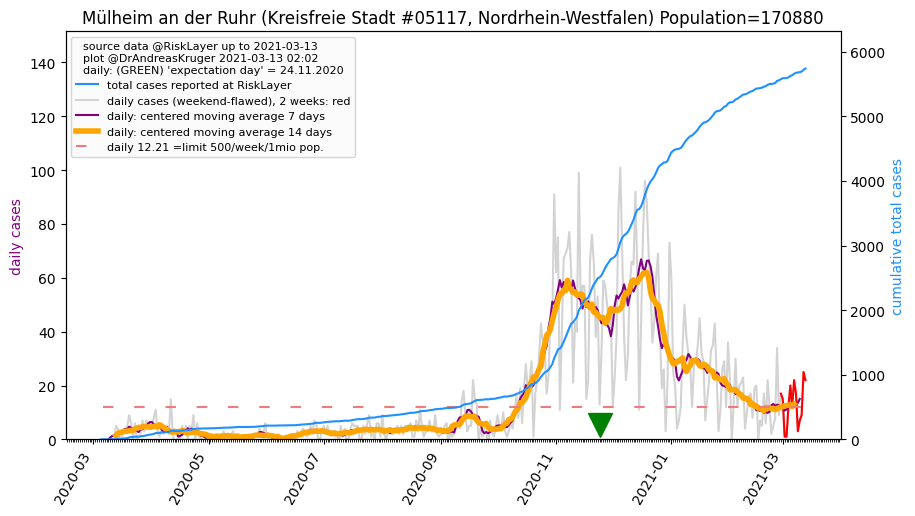 Mülheim an der Ruhr (Kreisfreie Stadt #05117, Nordrhein-Westfalen) Population=170880
source data @RiskLayer up to 2021-03-13
plot @DrAndreasKruger 2021-03-13 02:02
daily: (GREEN) 'expectation day' = 24.11.2020
total cases reported at RiskLayer
daily cases (weekend-flawed), 2 weeks: red
daily: centered moving average 7 days
daily: centered moving average 14 days
daily 12.21 =limit 500/week/1mio pop.
daily cases
140
120
100
80
60
40
20
0
cumulative total cases
6000
5000
4000
3000
2000
1000
0
2020-03
2020-05
2020-07
2020-09
2020-11
2021-01
2021-03